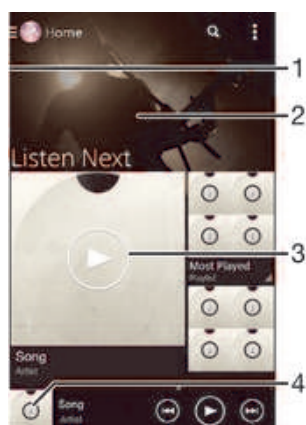 Home
1
2
Listen Next
3
Most Played
Playlist
Song
Artist
4
Song
Artist